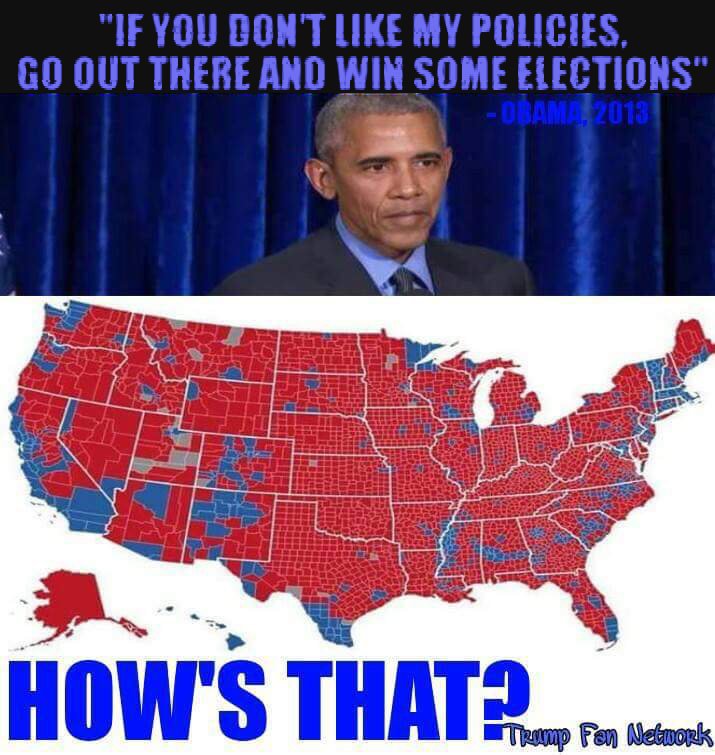 "IF YOU DON'T LIKE MY POLICIES,
GO OUT THERE AND WIN SOME ELECTIONS"
- OBAMA, 2013
HOW'S THAT?
Trump Fan Network